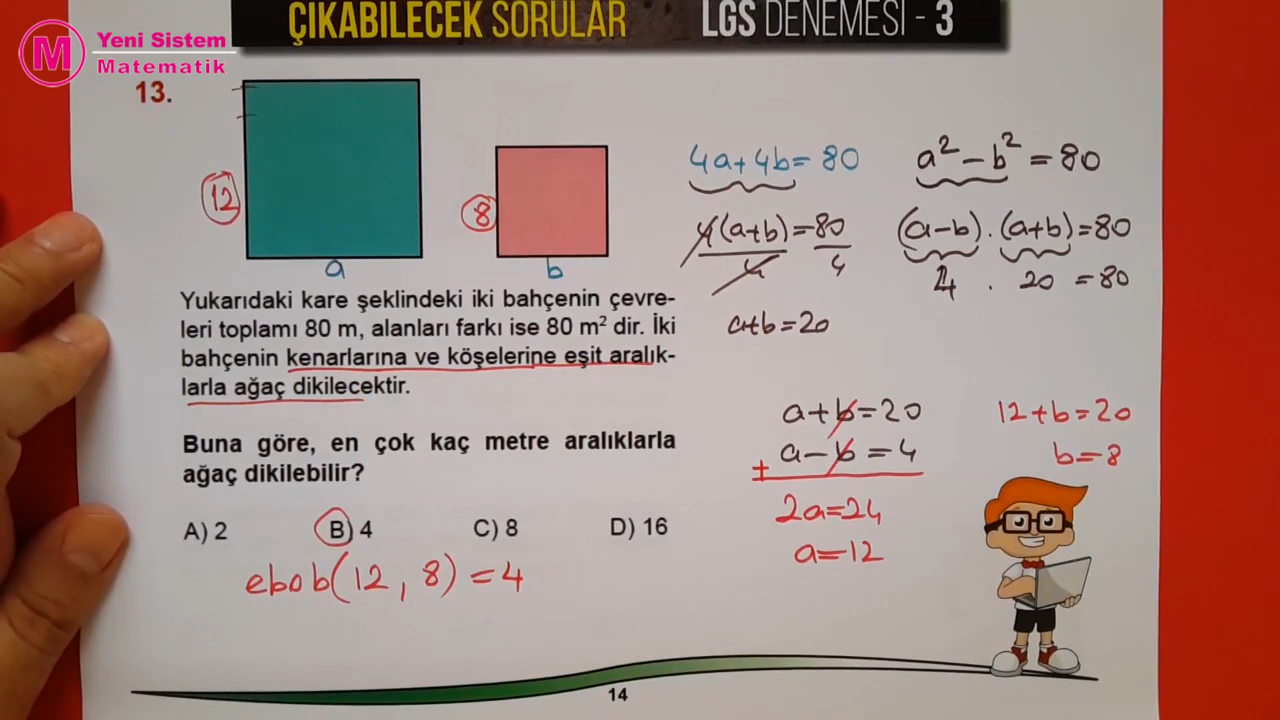 ÇIKABİLECEK SORULAR LGS DENEMESİ - 3
M Yeni Sistem
Matematik
13.
12
8
a
b
Yukarıdaki kare şeklindeki iki bahçenin çevre-
leri toplamı 80 m, alanları farkı ise 80 m² dir. İki
bahçenin kenarlarına ve köşelerine eşit aralık-
larla ağaç dikilecektir.
Buna göre, en çok kaç metre aralıklarla
ağaç dikilebilir?
A) 2 B) 4 C) 8 D) 16
ebob(12, 8) = 4
4a+4b=80
4(a+b)=80
4 4
a+b=20
a²-b²=80
(a-b).(a+b)=80
4 . 20 =80
a+b=20
+ a-b=4
2a=24
a=12
12+b=20
b=8
14